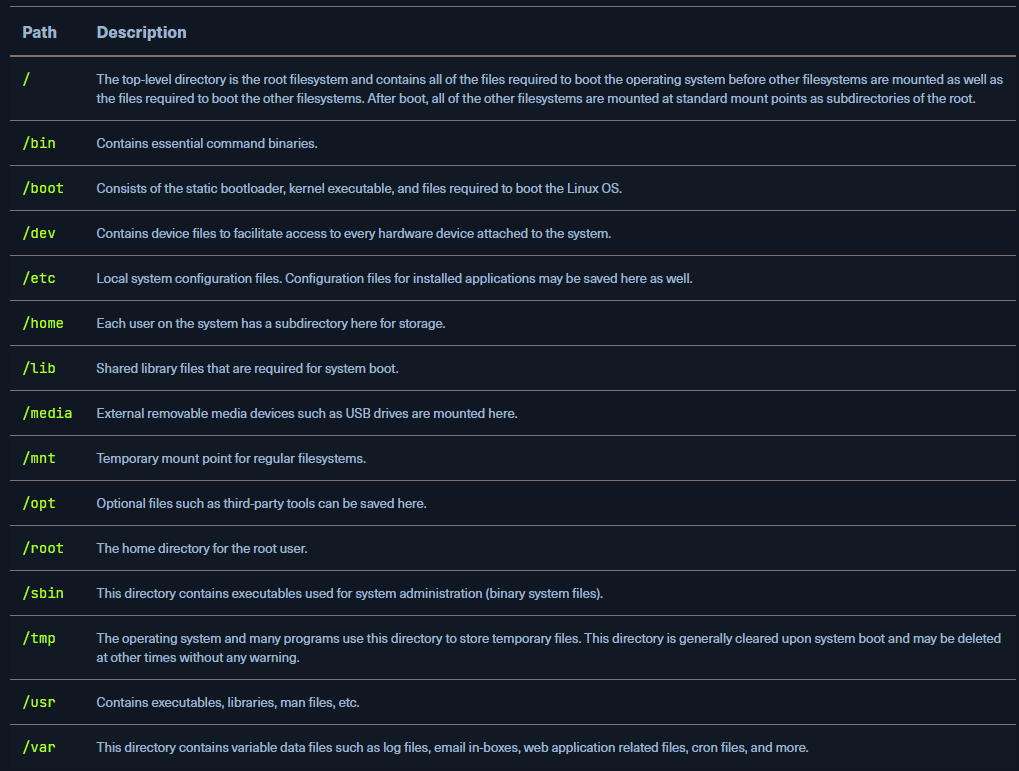 Path Description
/ The top-level directory is the root filesystem and contains all of the files required to boot the operating system before other filesystems are mounted as well as
the files required to boot the other filesystems. After boot, all of the other filesystems are mounted at standard mount points as subdirectories of the root.
/bin Contains essential command binaries.
/boot Consists of the static bootloader, kernel executable, and files required to boot the Linux OS.
/dev Contains device files to facilitate access to every hardware device attached to the system.
/etc Local system configuration files. Configuration files for installed applications may be saved here as well.
/home Each user on the system has a subdirectory here for storage.
/lib Shared library files that are required for system boot.
/media External removable media devices such as USB drives are mounted here.
/mnt Temporary mount point for regular filesystems.
/opt Optional files such as third-party tools can be saved here.
/root The home directory for the root user.
/sbin This directory contains executables used for system administration (binary system files).
/tmp The operating system and many programs use this directory to store temporary files. This directory is generally cleared upon system boot and may be deleted
at other times without any warning.
/usr Contains executables, libraries, man files, etc.
/var This directory contains variable data files such as log files, email in-boxes, web application related files, cron files, and more.